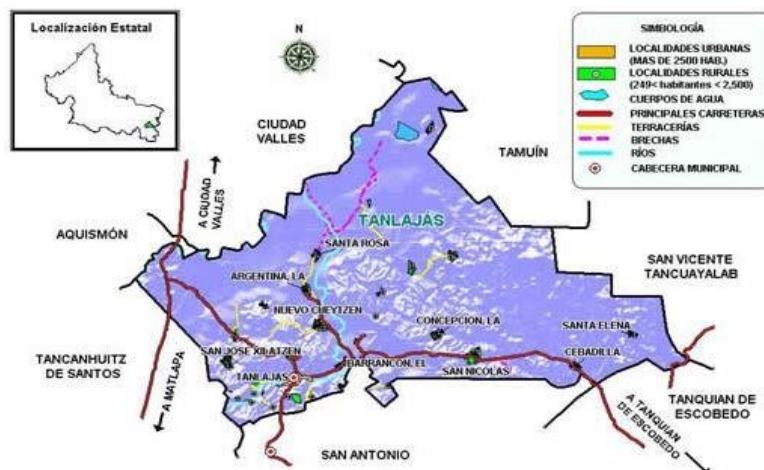 Localización Estatal
N
SIMBOLOGÍA
LOCALIDADES URBANAS
(MAS DE 2500 HAB.)
LOCALIDADES RURALES
(249< habitantes < 2,500)
CUERPOS DE AGUA
PRINCIPALES CARRETERAS
TERRACERÍAS
BRECHAS
RÍOS
CABECERA MUNICIPAL
CIUDAD
VALLES
TAMUÍN
A CIUDAD
VALLES
AQUISMÓN
TANLAJÁS
SANTA ROSA
SAN VICENTE
TANCUAYALAB
ARGENTINA, LA
NUEVO CHEYTZEN
CONCEPCION, LA
SANTA ELENA
TANCANHUITZ
DE SANTOS
SAN JOSE XILATZEN
BARRANCON, EL
CEBADILLA
TANLAJAS
SAN NICOLAS
A MATLAPA
TANQUIAN
DE ESCOBEDO
A TANQUIAN
DE ESCOBEDO
SAN ANTONIO